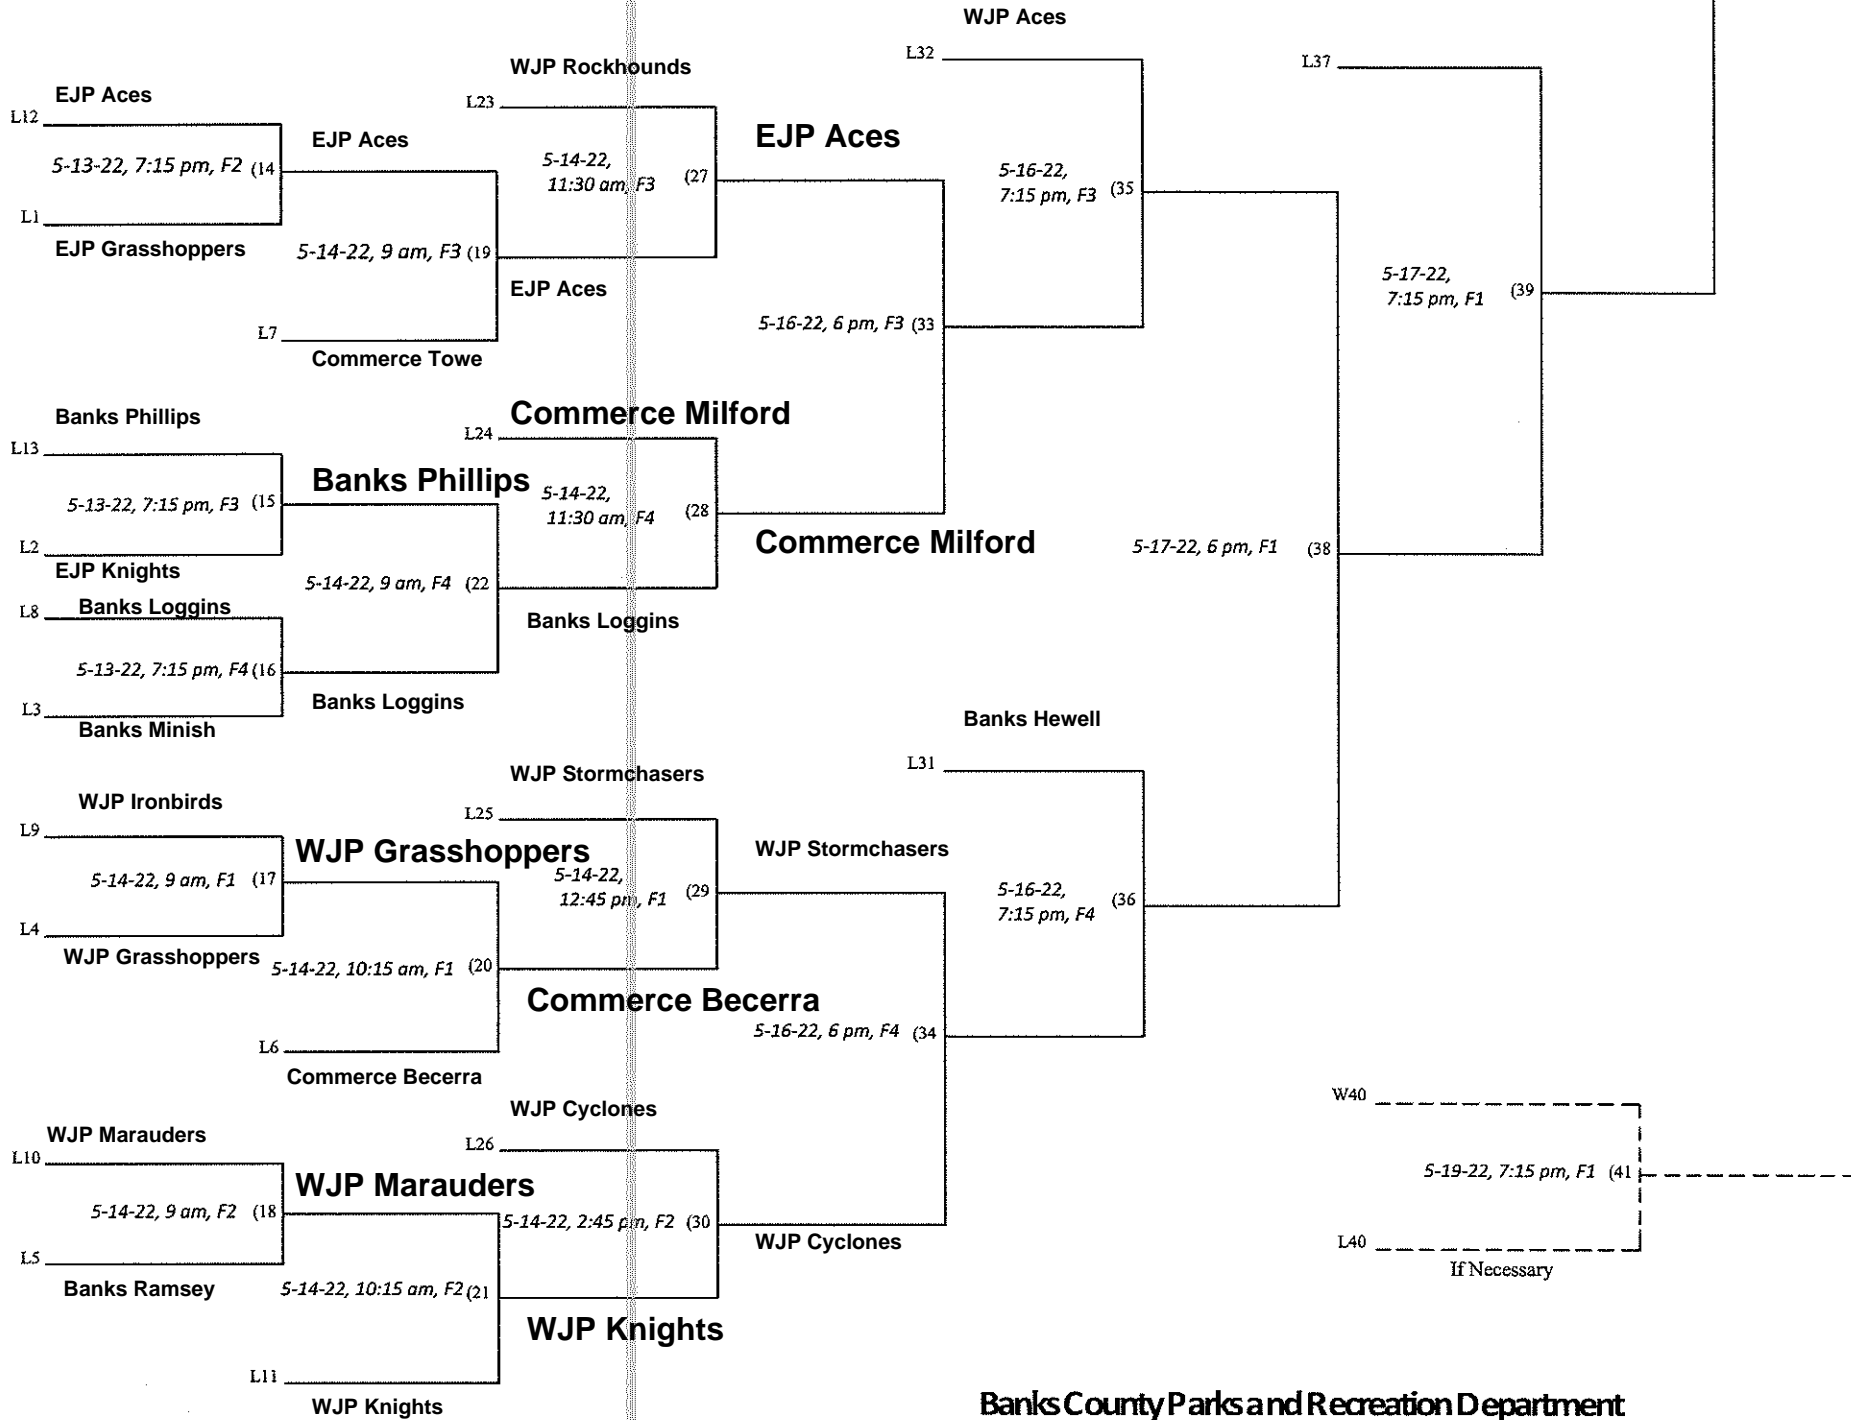 WJP Aces
L32
L37
WJP Rockhounds
EJP Aces
L23
L12
EJP Aces
EJP Aces
5-13-22, 7:15 pm, F2 (14
5-14-22,
11:30 am, F3 (27
5-16-22,
7:15 pm, F3 (35
L1
EJP Grasshoppers
5-14-22, 9 am, F3 (19
EJP Aces
5-17-22,
7:15 pm, F1 (39
5-16-22, 6 pm, F3 (33
L7
Commerce Towe
Commerce Milford
Banks Phillips
L24
L13
Banks Phillips
5-13-22, 7:15 pm, F3 (15
5-14-22,
11:30 am, F4 (28
L2
Commerce Milford
5-17-22, 6 pm, F1 (38
EJP Knights
5-14-22, 9 am, F4 (22
L8
Banks Loggins
Banks Loggins
5-13-22, 7:15 pm, F4 (16
Banks Loggins
L3
Banks Minish
Banks Hewell
L31
WJP Stormchasers
WJP Ironbirds
L25
L9
WJP Grasshoppers
WJP Stormchasers
5-14-22, 9 am, F1 (17
5-14-22,
12:45 pm, F1 (29
5-16-22,
7:15 pm, F4 (36
L4
WJP Grasshoppers
5-14-22, 10:15 am, F1 (20
Commerce Becerra
5-16-22, 6 pm, F4 (34
L6
Commerce Becerra
WJP Cyclones
W40
WJP Marauders
L26
L10
WJP Marauders
5-19-22, 7:15 pm, F1 (41
5-14-22, 9 am, F2 (18
5-14-22, 2:45 pm, F2 (30
WJP Cyclones
L40
If Necessary
L5
Banks Ramsey
5-14-22, 10:15 am, F2 (21
WJP Knights
L11
WJP Knights
Banks County Parks and Recreation Department